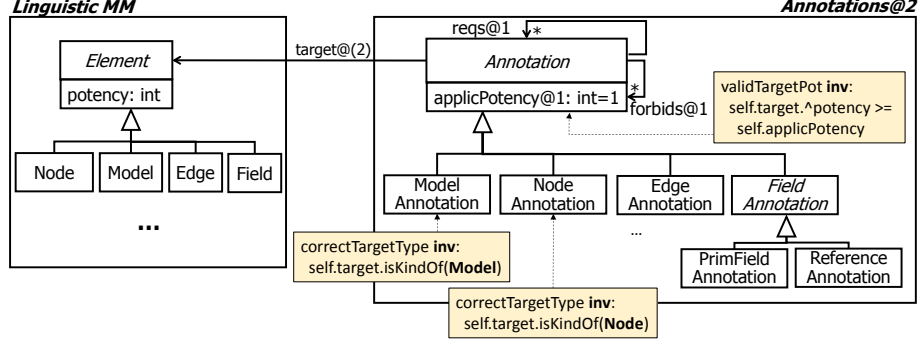 Linguistic MM
Annotations@2
reqs@1
*
Element
target@(2)
Annotation
potency: int
applicPotency@1: int=1
*
forbids@1
validTargetPot inv:
self.target.^potency >=
self.applicPotency
Node
Model
Edge
Field
...
Model
Annotation
Node
Annotation
Edge
Annotation
Field
Annotation
...
correctTargetType inv:
self.target.isKindOf(Model)
PrimField
Annotation
Reference
Annotation
correctTargetType inv:
self.target.isKindOf(Node)